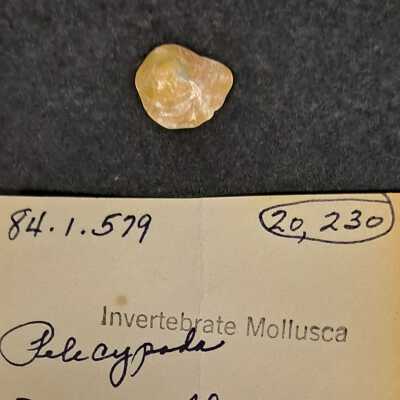 84.1.579 20,230
Invertebrate Mollusca
Pelecypoda